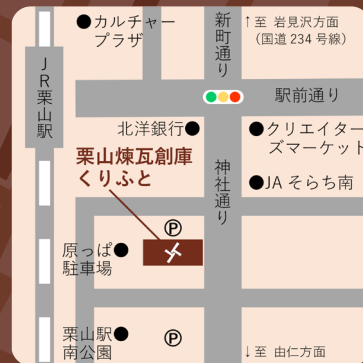 ●カルチャー
プラザ
新町通り
↑至 岩見沢方面
（国道234号線）
JR栗山駅
駅前通り
北洋銀行●
●クリエイター
ズマーケット
栗山煉瓦創庫
くりふと
神社通り
●JA そらち南
Ⓟ
原っぱ●
駐車場
栗山駅●
南公園
Ⓟ
↓至 由仁方面